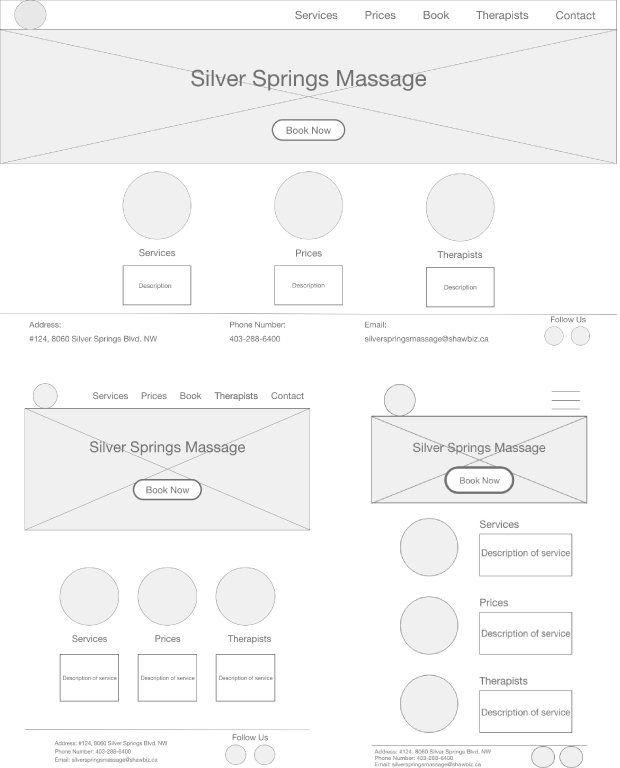 Services Prices Book Therapists Contact
Silver Springs Massage
Book Now
Services Prices Therapists
Description Description Description
Address: Phone Number: Email: Follow Us
#124, 8060 Silver Springs Blvd. NW 403-288-6400 silverspringsmassage@shawbiz.ca
Services Prices Book Therapists Contact
Silver Springs Massage
Book Now
Services Prices Therapists
Description of service Description of service Description of service
Follow Us
Address: #124, 8060 Silver Springs Blvd. NW
Phone Number: 403-288-6400
Email: silverspringsmassage@shawbiz.ca
Silver Springs Massage
Book Now
Services
Description of service
Prices
Description of service
Therapists
Description of service
Address: #124, 8060 Silver Springs Blvd. NW
Phone Number: 403-288-6400
Email: silverspringsmassage@shawbiz.ca